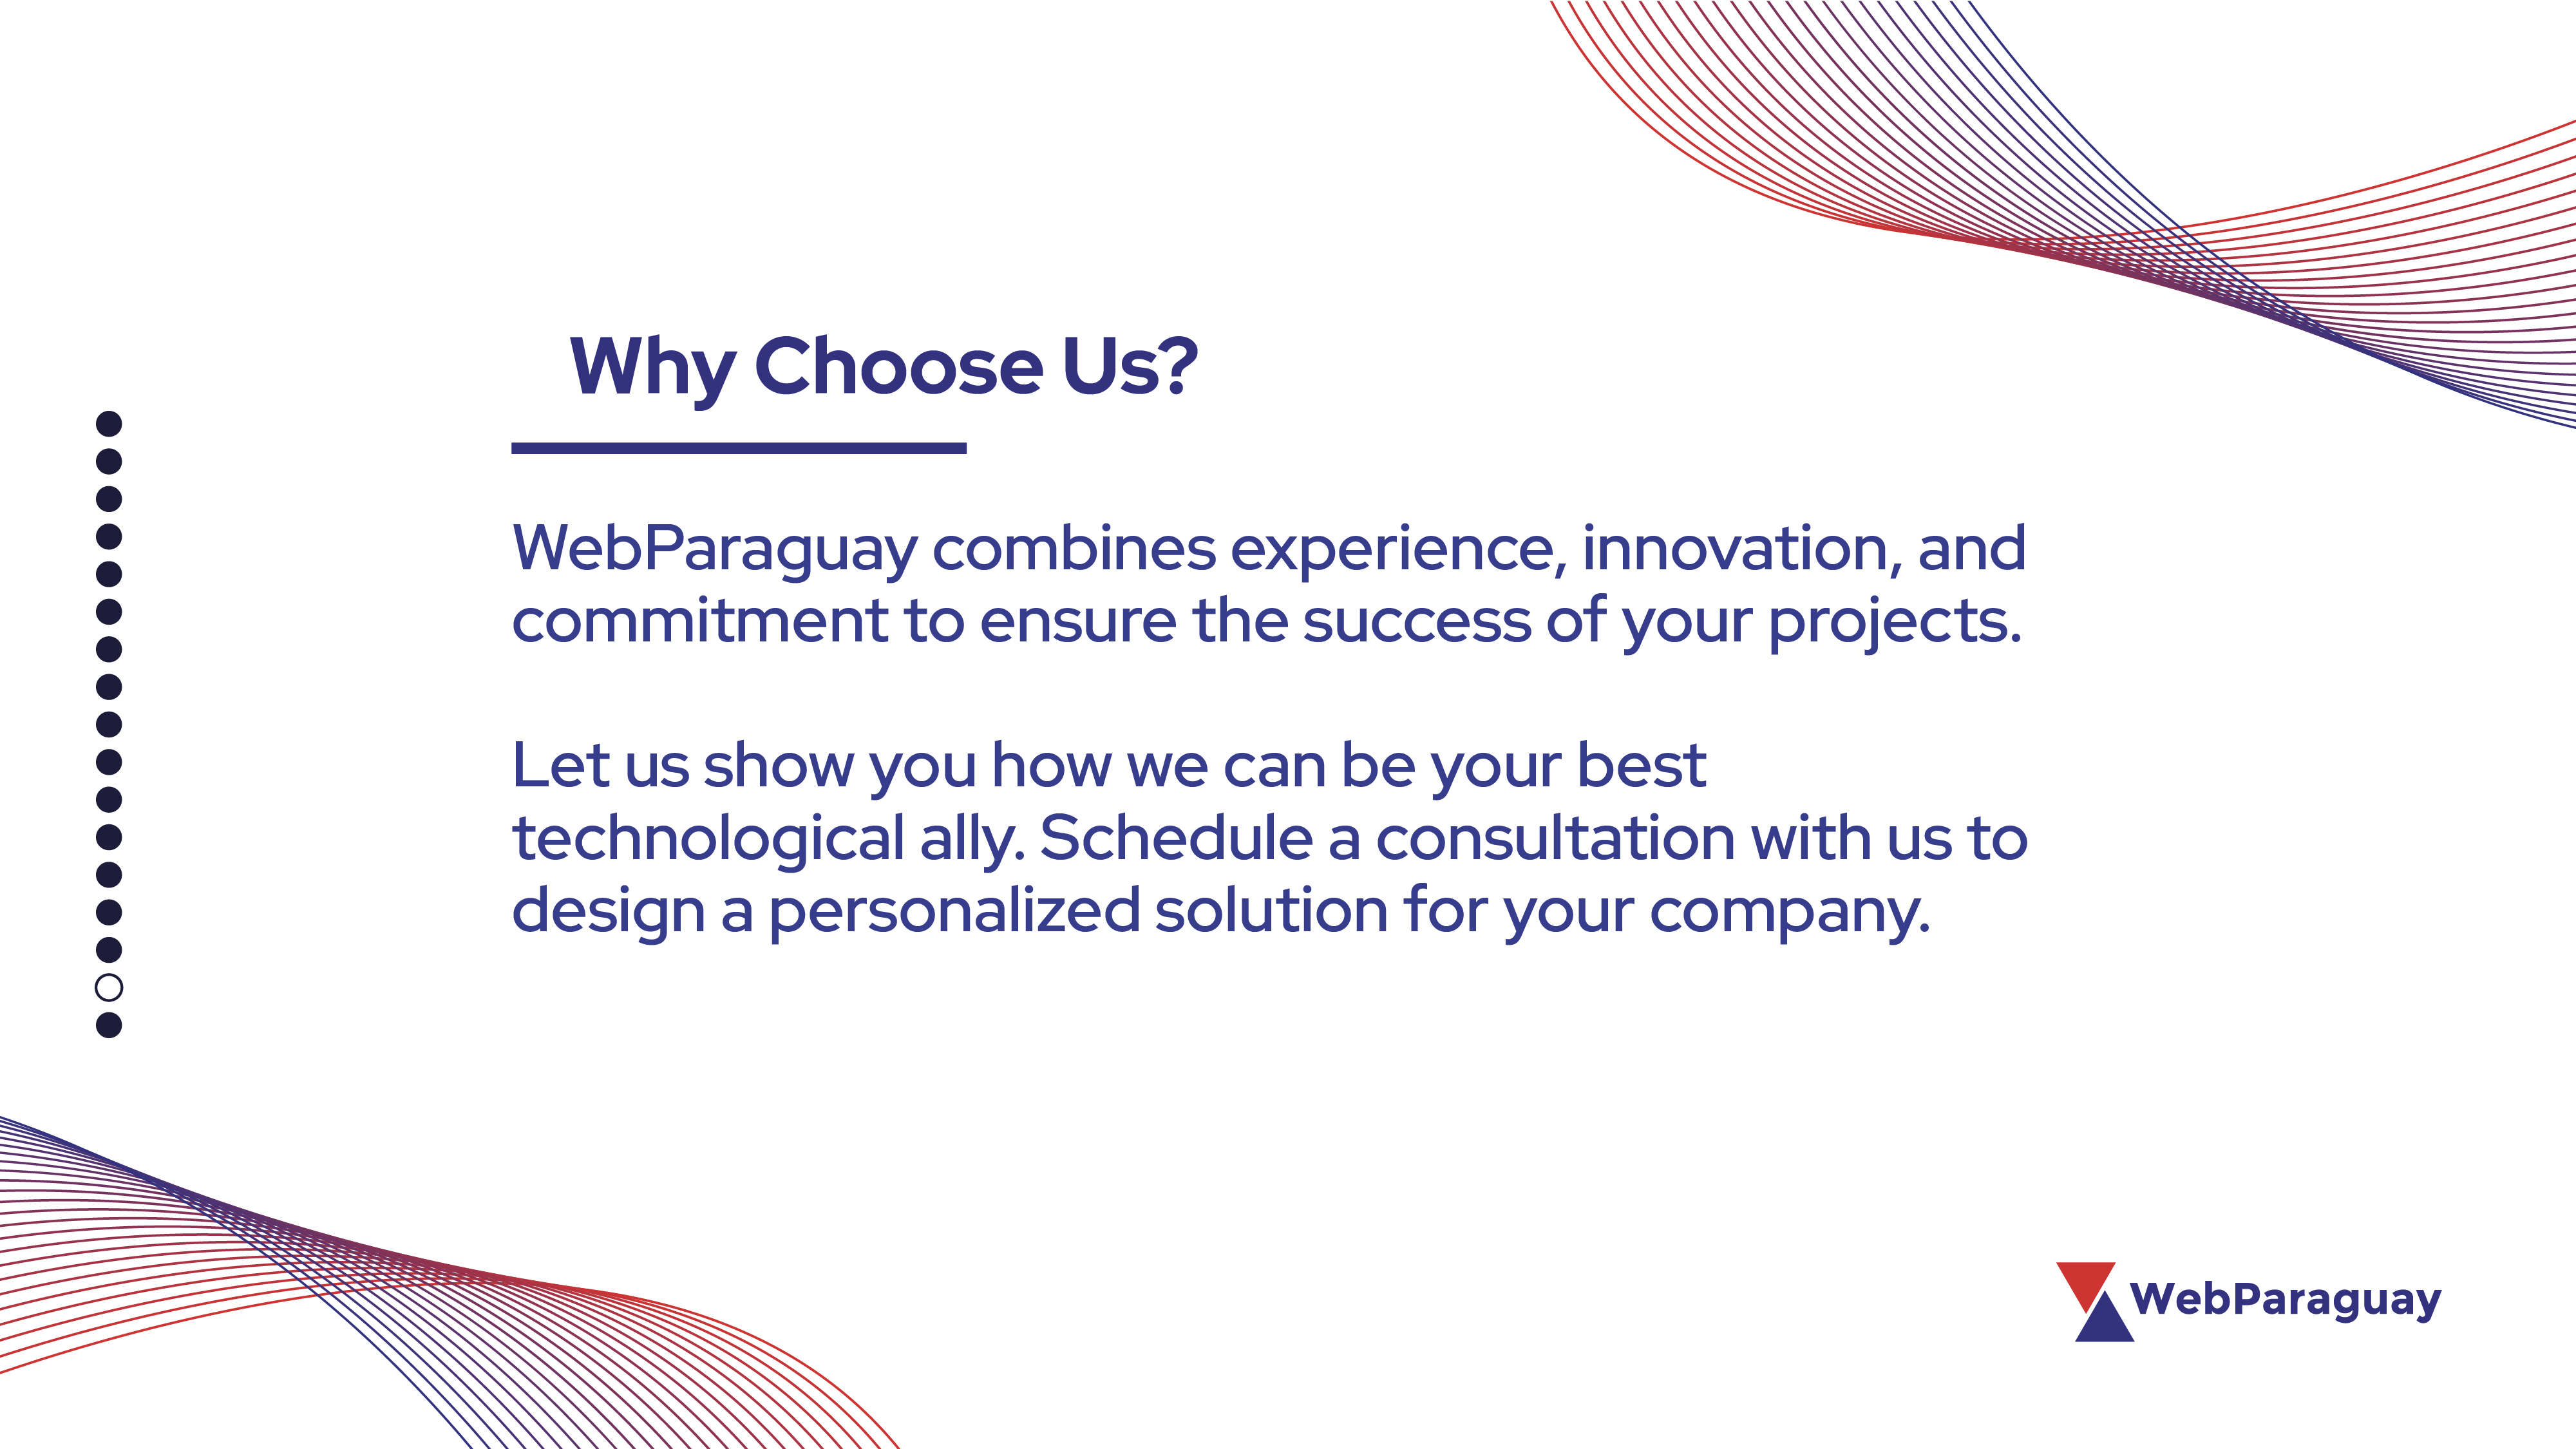 Why Choose Us?
WebParaguay combines experience, innovation, and
commitment to ensure the success of your projects.
Let us show you how we can be your best
technological ally. Schedule a consultation with us to
design a personalized solution for your company.
WebParaguay